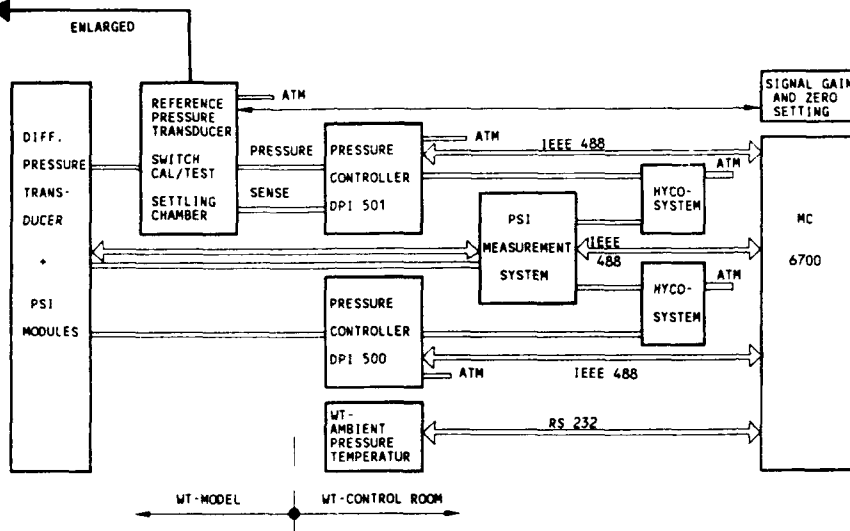 ENLARGED
DIFF.
PRESSURE
TRANS-
DUCER
+
PSI
MODULES
REFERENCE
PRESSURE
TRANSDUCER
SWITCH
CAL/TEST
SETTLING
CHAMBER
ATM
PRESSURE
SENSE
PRESSURE
CONTROLLER
DPI 501
ATM
IEEE 488
SIGNAL GAIN
AND ZERO
SETTING
ATM
HYCO-
SYSTEM
PSI
MEASUREMENT
SYSTEM
IEEE
488
MC
6700
ATM
HYCO-
SYSTEM
PRESSURE
CONTROLLER
DPI 500
ATM
IEEE 488
WT-
AMBIENT
PRESSURE
TEMPERATUR
RS 232
WT-MODEL
WT-CONTROL ROOM